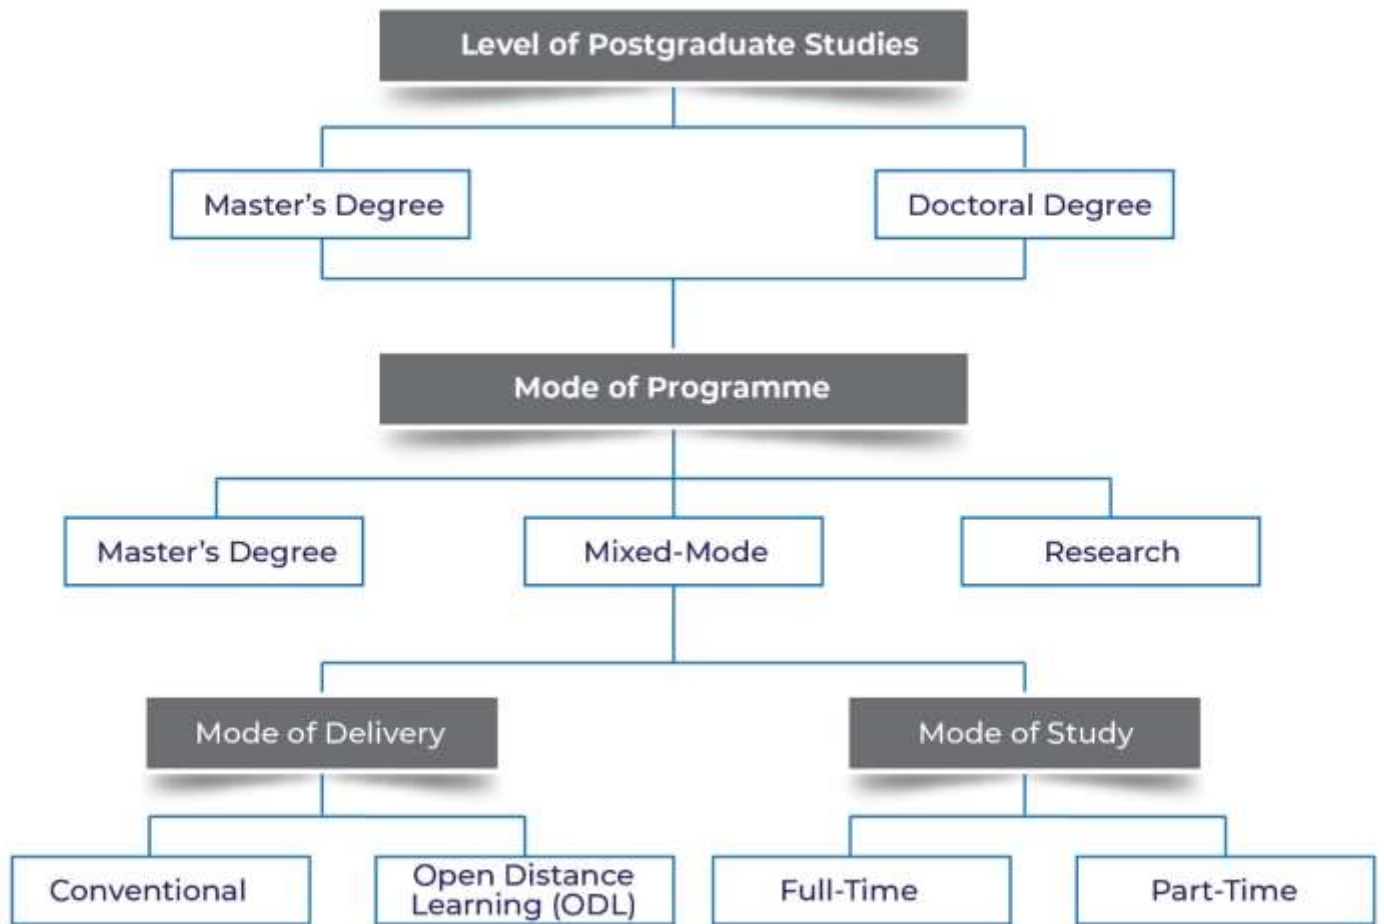 Level of Postgraduate Studies
Master’s Degree
Doctoral Degree
Mode of Programme
Master’s Degree
Mixed-Mode
Research
Mode of Delivery
Mode of Study
Conventional
Open Distance
Learning (ODL)
Full-Time
Part-Time